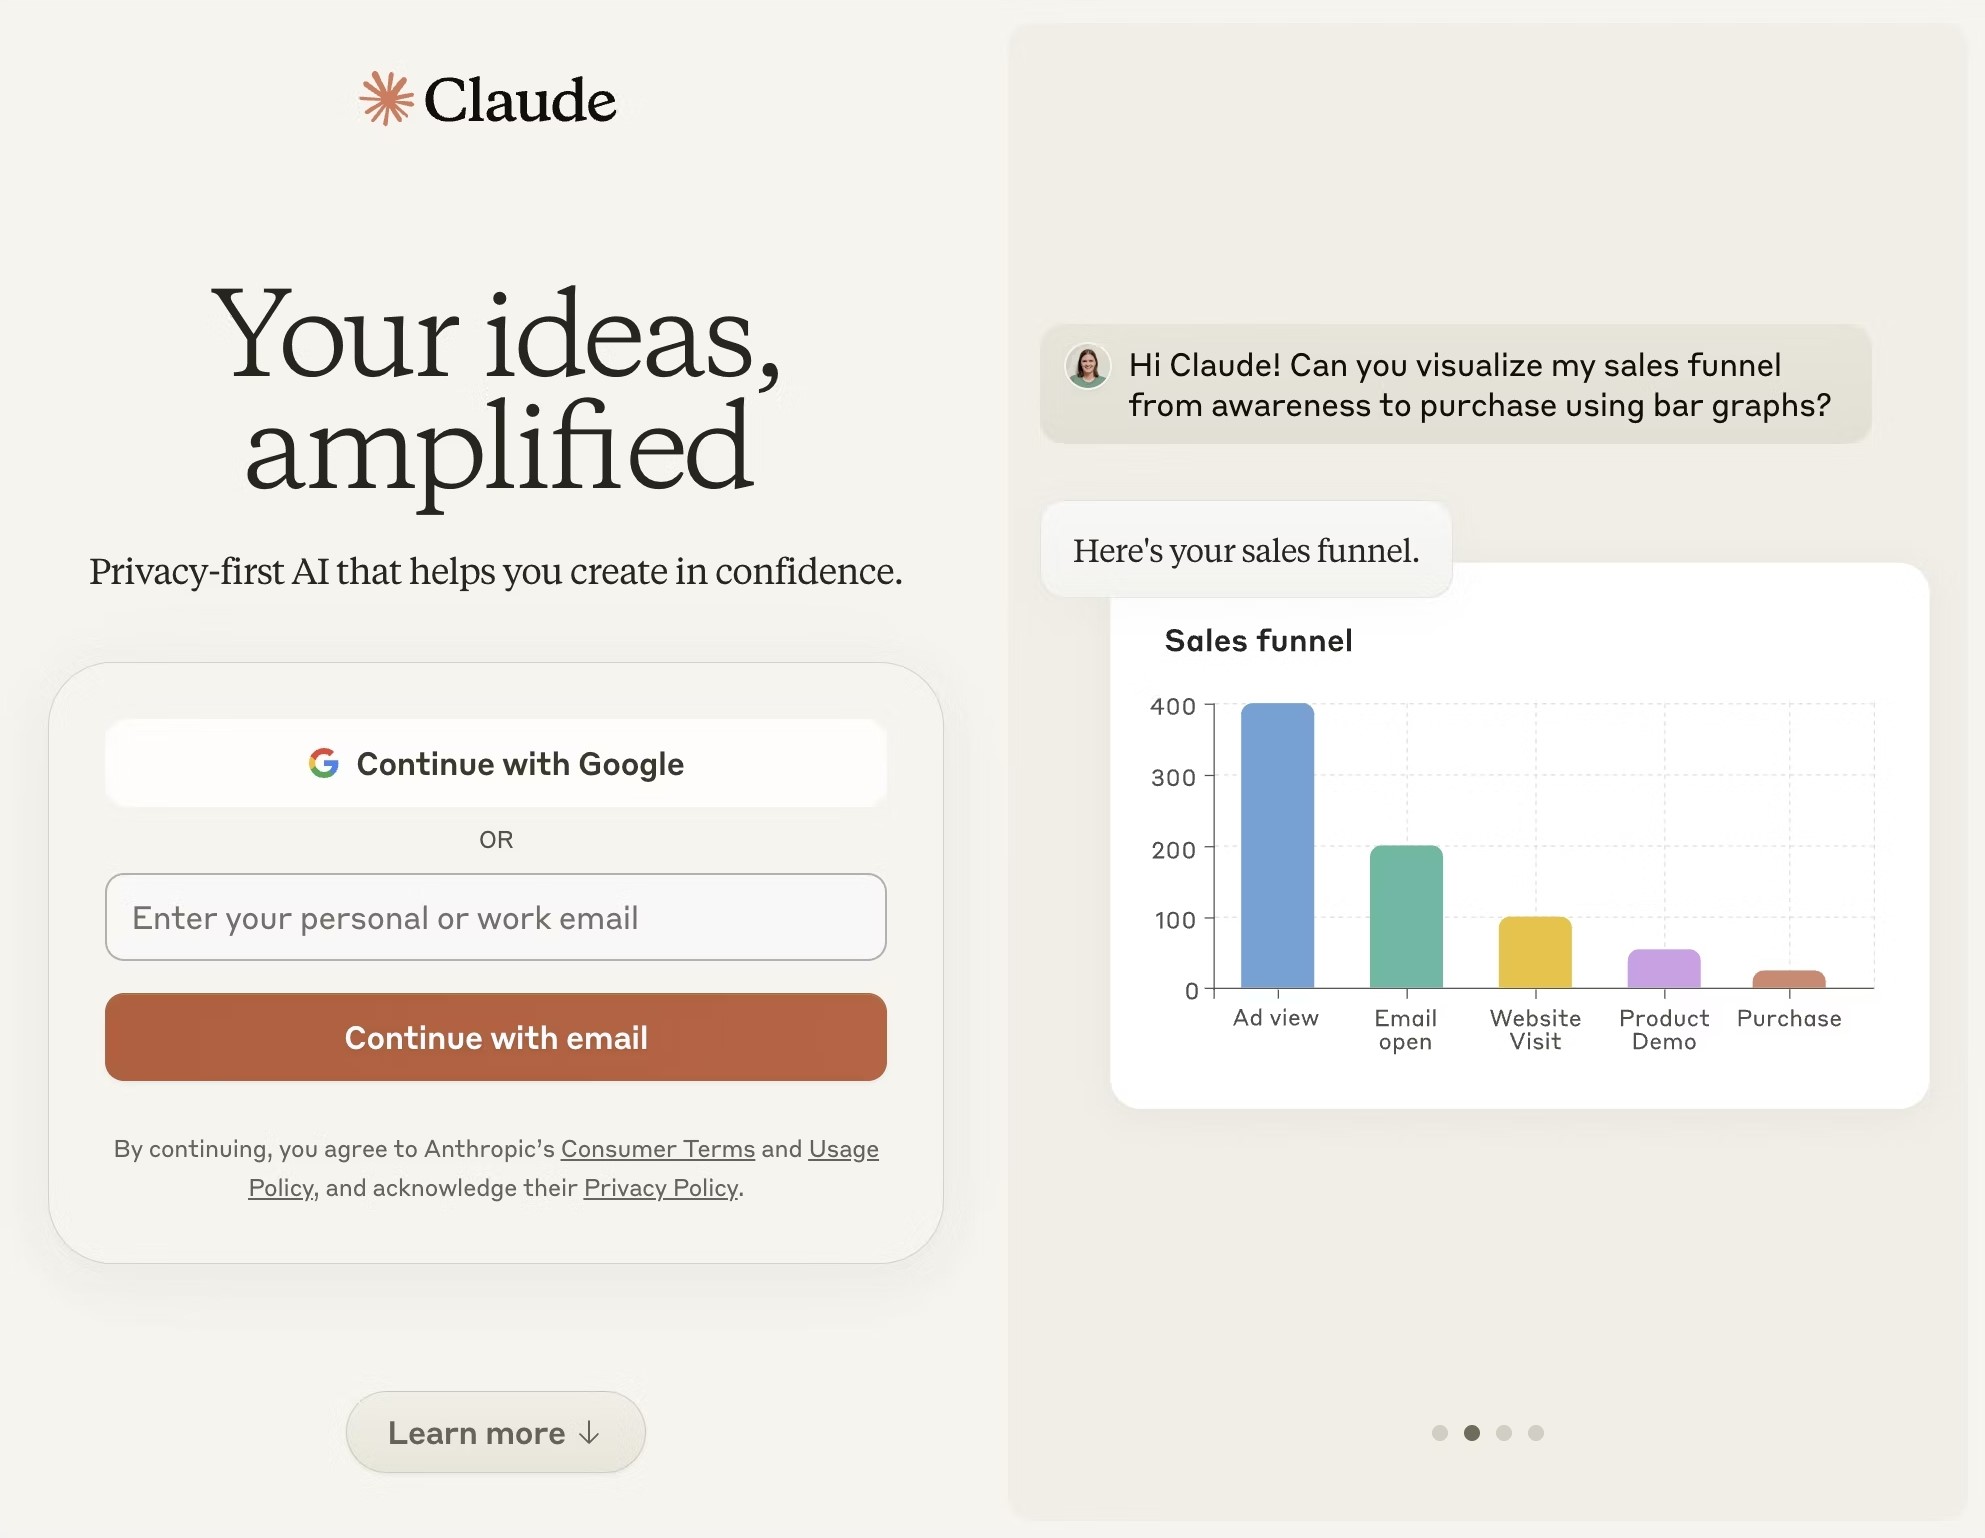 Claude
Your ideas,
amplified
Privacy-first AI that helps you create in confidence.
Continue with Google
OR
Enter your personal or work email
Continue with email
By continuing, you agree to Anthropic’s Consumer Terms and Usage
Policy, and acknowledge their Privacy Policy.
Learn more ↓
Hi Claude! Can you visualize my sales funnel
from awareness to purchase using bar graphs?
Here's your sales funnel.
Sales funnel
400
300
200
100
0
Ad view
Email
open
Website
Visit
Product
Demo
Purchase